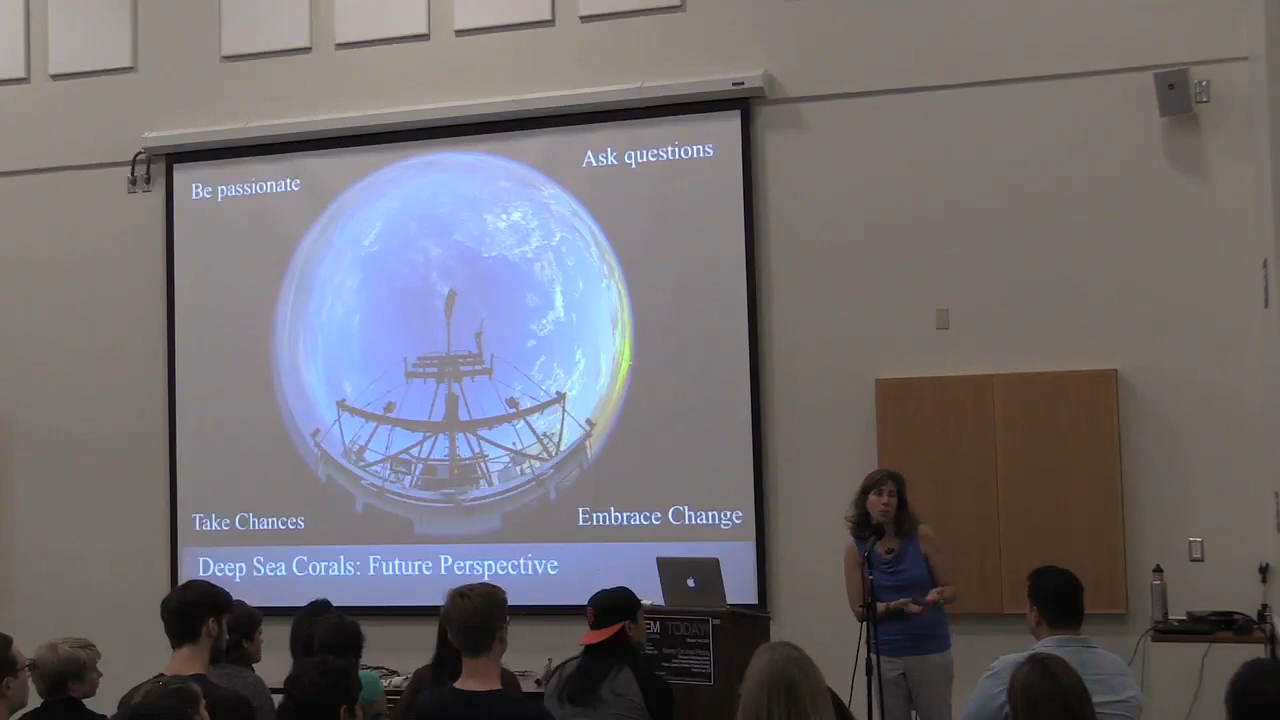 Ask questions
Be passionate
Take Chances
Embrace Change
Deep Sea Corals: Future Perspective
EM TODAY!